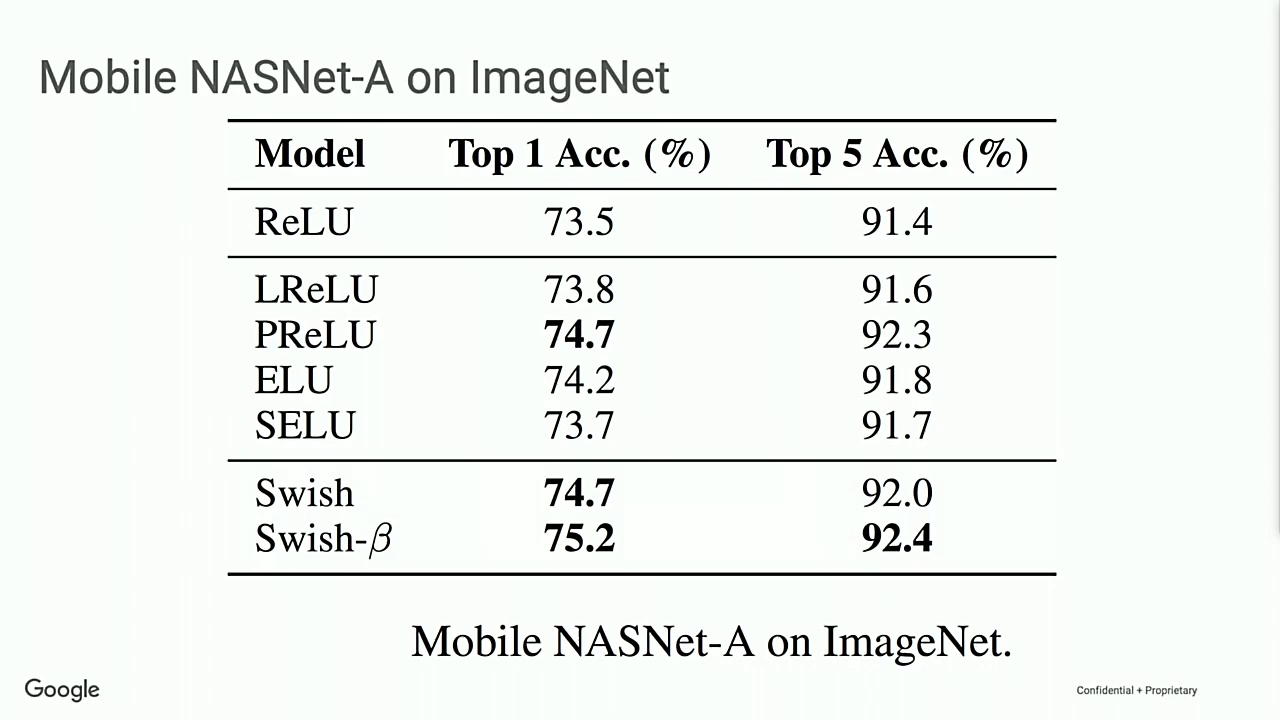 Mobile NASNet-A on ImageNet
Model Top 1 Acc. (%) Top 5 Acc. (%)
ReLU 73.5 91.4
LReLU 73.8 91.6
PReLU 74.7 92.3
ELU 74.2 91.8
SELU 73.7 91.7
Swish 74.7 92.0
Swish-β 75.2 92.4
Mobile NASNet-A on ImageNet.
Google
Confidential + Proprietary